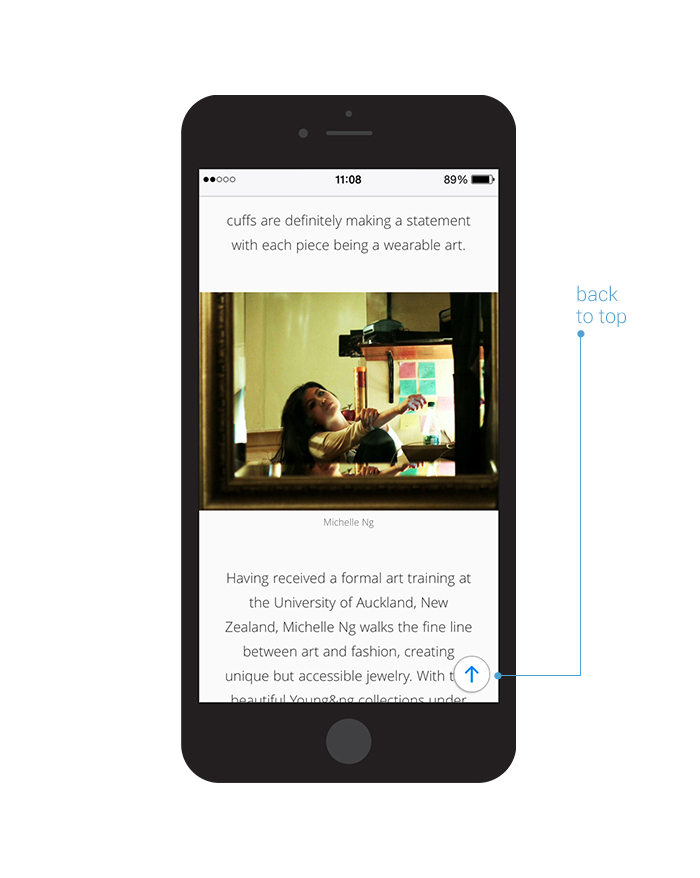 11:08
89%
cuffs are definitely making a statement
with each piece being a wearable art.
back
to top
Michelle Ng
Having received a formal art training at
the University of Auckland, New
Zealand, Michelle Ng walks the fine line
between art and fashion, creating
unique but accessible jewelry. With
beautiful Young&ng collections under